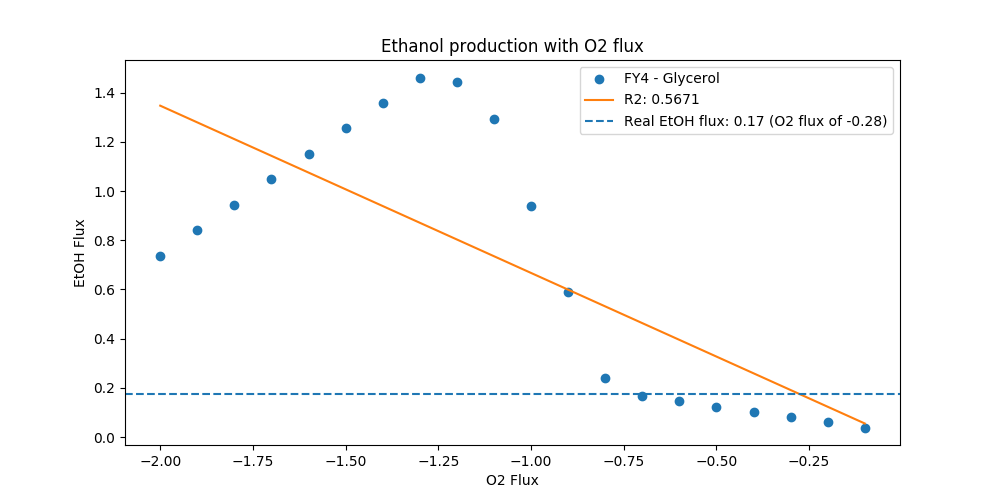 Ethanol production with O2 flux
FY4 - Glycerol
R2: 0.5671
Real EtOH flux: 0.17 (O2 flux of -0.28)
EtOH Flux
1.4
1.2
1.0
0.8
0.6
0.4
0.2
0.0
−2.00 −1.75 −1.50 −1.25 −1.00 −0.75 −0.50 −0.25
O2 Flux